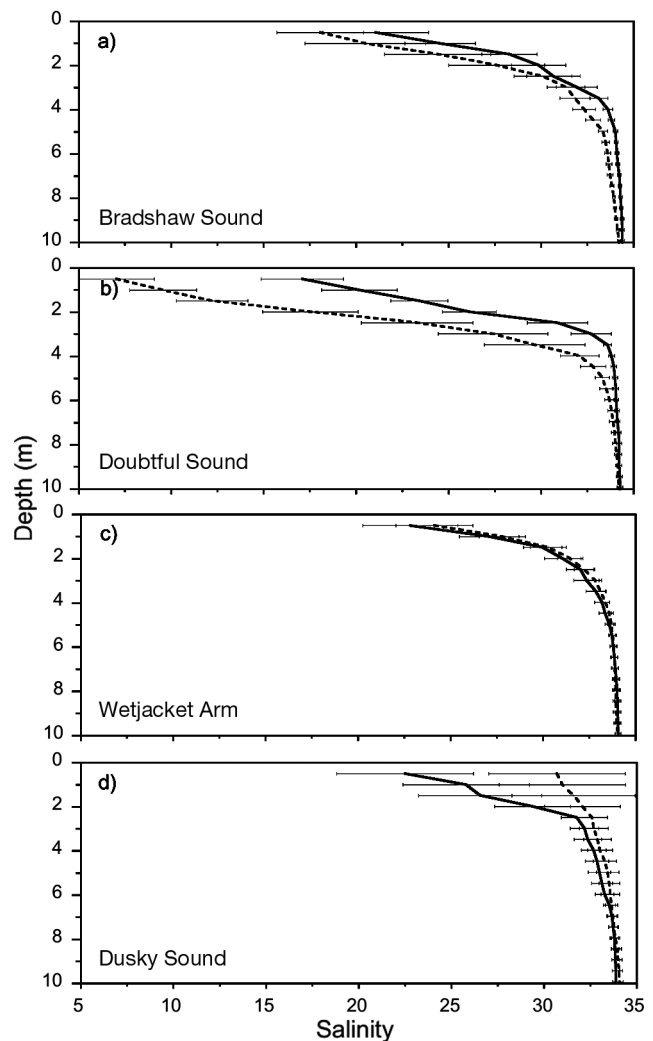 0
2
4
6
8
10
a)
Bradshaw Sound
0
2
4
6
8
10
b)
Doubtful Sound
0
2
4
6
8
10
c)
Wetjacket Arm
0
2
4
6
8
10
d)
Dusky Sound
Depth (m)
5 10 15 20 25 30 35
Salinity